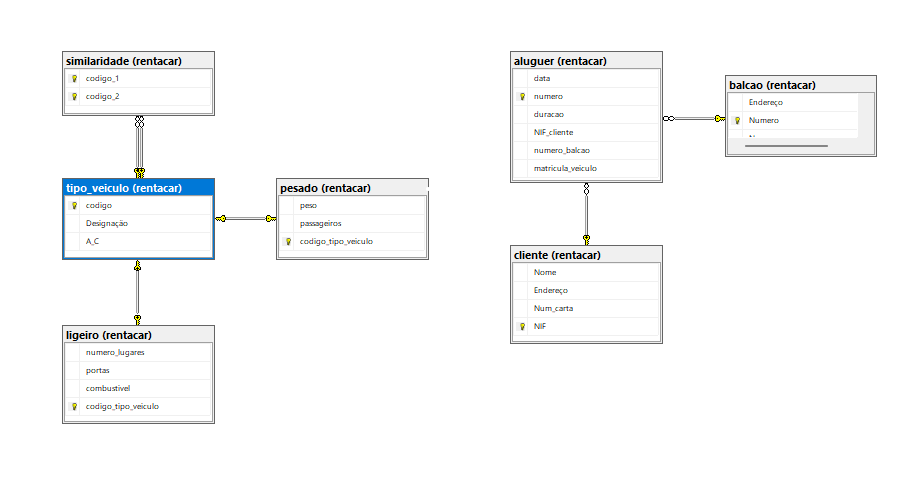 similaridade (rentacar)
codigo_1
codigo_2
tipo_veiculo (rentacar)
codigo
Designação
A_C
pesado (rentacar)
peso
passageiros
codigo_tipo_veiculo
ligeiro (rentacar)
numero_lugares
portas
combustivel
codigo_tipo_veiculo
aluguer (rentacar)
data
numero
duracao
NIF_cliente
numero_balcao
matricula_veiculo
balcao (rentacar)
Endereço
Numero
cliente (rentacar)
Nome
Endereço
Num_carta
NIF